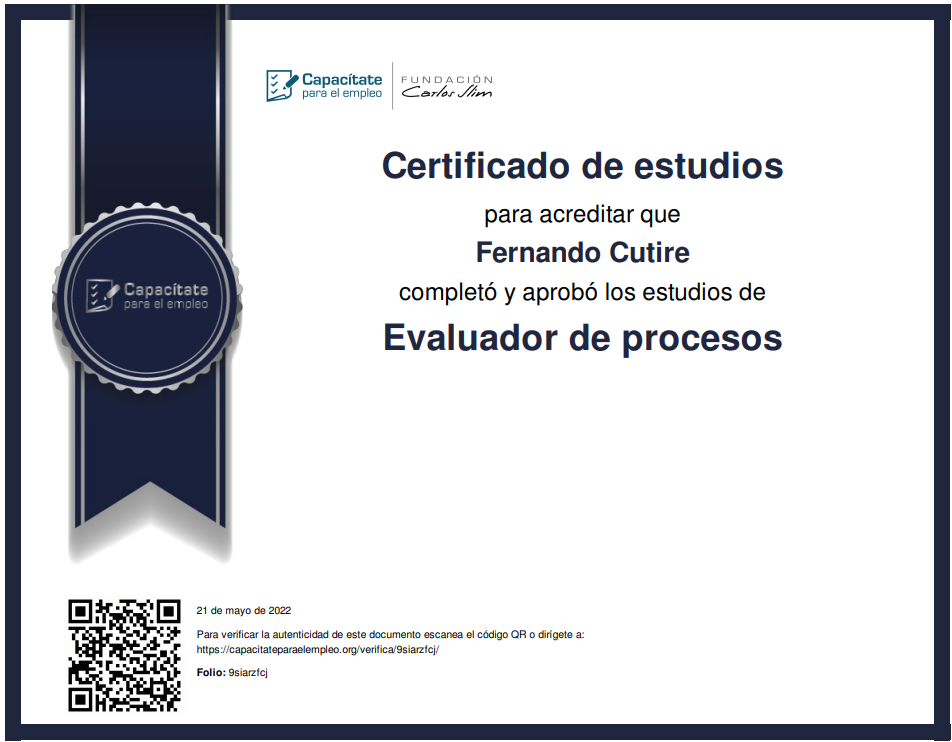 Capacítate
para el empleo
FUNDACIÓN
Carlos Slim
Certificado de estudios
para acreditar que
Fernando Cutire
completó y aprobó los estudios de
Evaluador de procesos
Capacítate
para el empleo
21 de mayo de 2022
Para verificar la autenticidad de este documento escanea el código QR o dirígete a:
https://capacitateparaelempleo.org/verifica/9siarzfcj/
Folio: 9siarzfcj